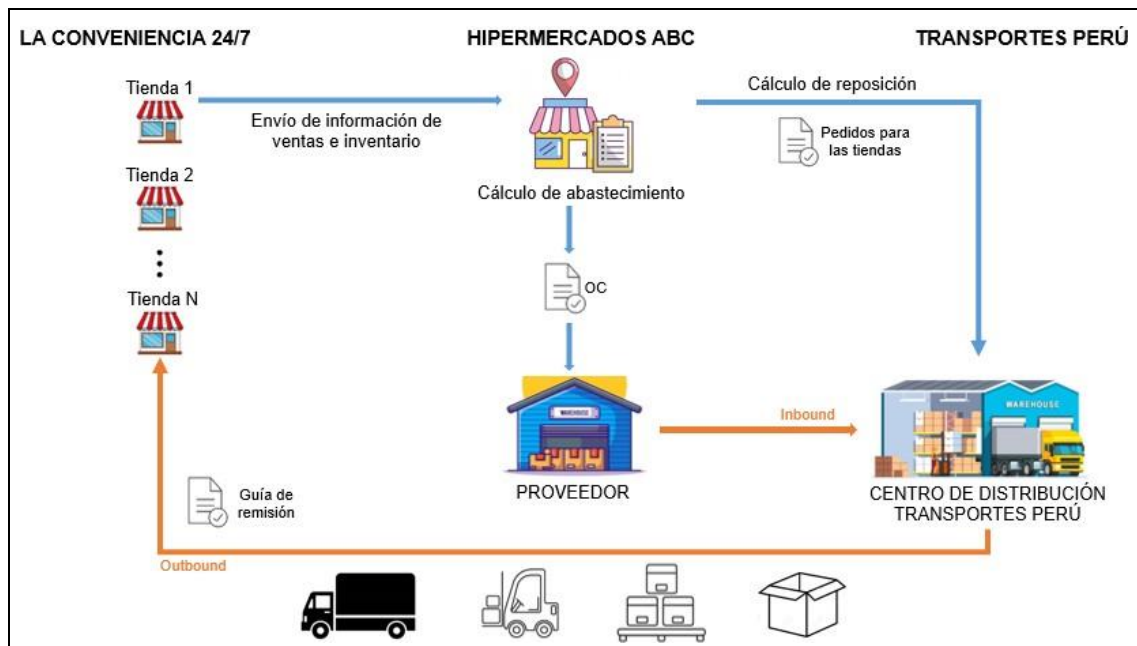 LA CONVENIENCIA 24/7
HIPERMERCADOS ABC
TRANSPORTES PERÚ
Tienda 1
Envío de información de
ventas e inventario
Cálculo de reposición
Pedidos para
las tiendas
Tienda 2
Cálculo de abastecimiento
Tienda N
OC
WAREHOUSE
PROVEEDOR
Inbound
WAREHOUSE
CENTRO DE DISTRIBUCIÓN
TRANSPORTES PERÚ
Guía de
remisión
Outbound